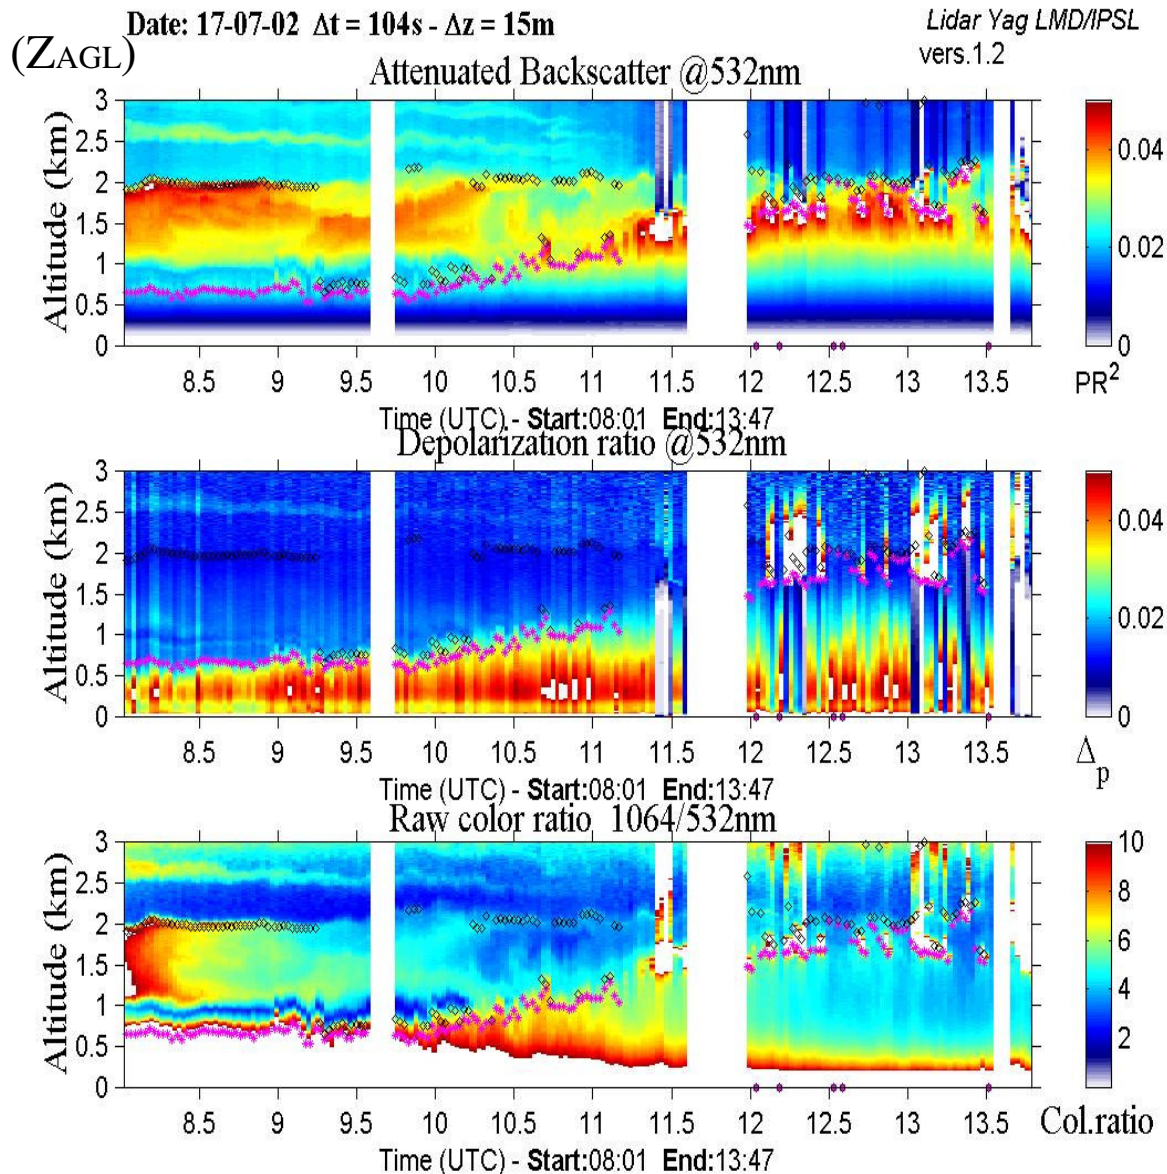 Date: 17-07-02 Δt = 104s - Δz = 15m
Lidar Yag LMD/IPSL
vers.1.2
(ZAGL)
Attenuated Backscatter @532nm
Altitude (km)
3
2.5
2
1.5
1
0.5
0
8.5 9 9.5 10 10.5 11 11.5 12 12.5 13 13.5
Time (UTC) - Start:08:01 End:13:47
0.04
0.02
0
PR²
Depolarization ratio @532nm
Altitude (km)
3
2.5
2
1.5
1
0.5
0
8.5 9 9.5 10 10.5 11 11.5 12 12.5 13 13.5
Time (UTC) - Start:08:01 End:13:47
0.04
0.02
0
Δp
Raw color ratio 1064/532nm
Altitude (km)
3
2.5
2
1.5
1
0.5
0
8.5 9 9.5 10 10.5 11 11.5 12 12.5 13 13.5
Time (UTC) - Start:08:01 End:13:47
10
8
6
4
2
Col.ratio